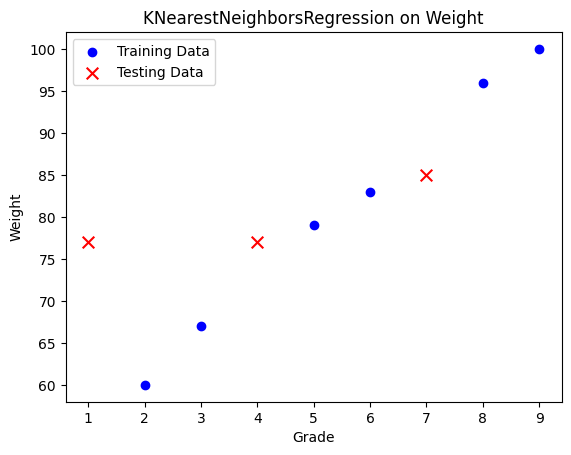 KNearestNeighborsRegression on Weight
Training Data
Testing Data
100
95
90
85
80
75
70
65
60
Weight
1 2 3 4 5 6 7 8 9
Grade